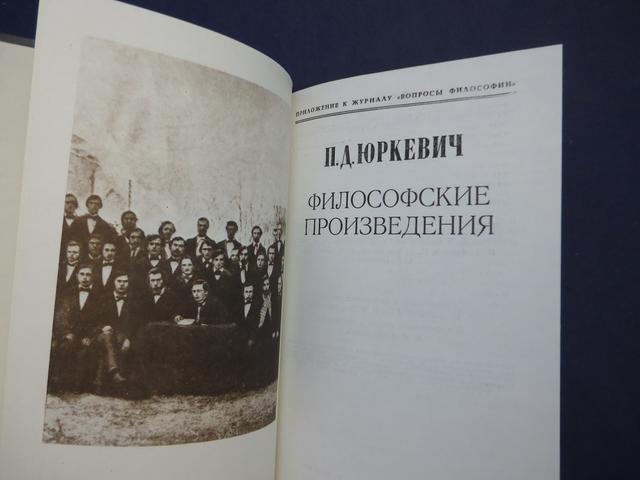 ПРИЛОЖЕНИЕ К ЖУРНАЛУ «ВОПРОСЫ ФИЛОСОФИИ»
П.Д.ЮРКЕВИЧ
ФИЛОСОФСКИЕ
ПРОИЗВЕДЕНИЯ